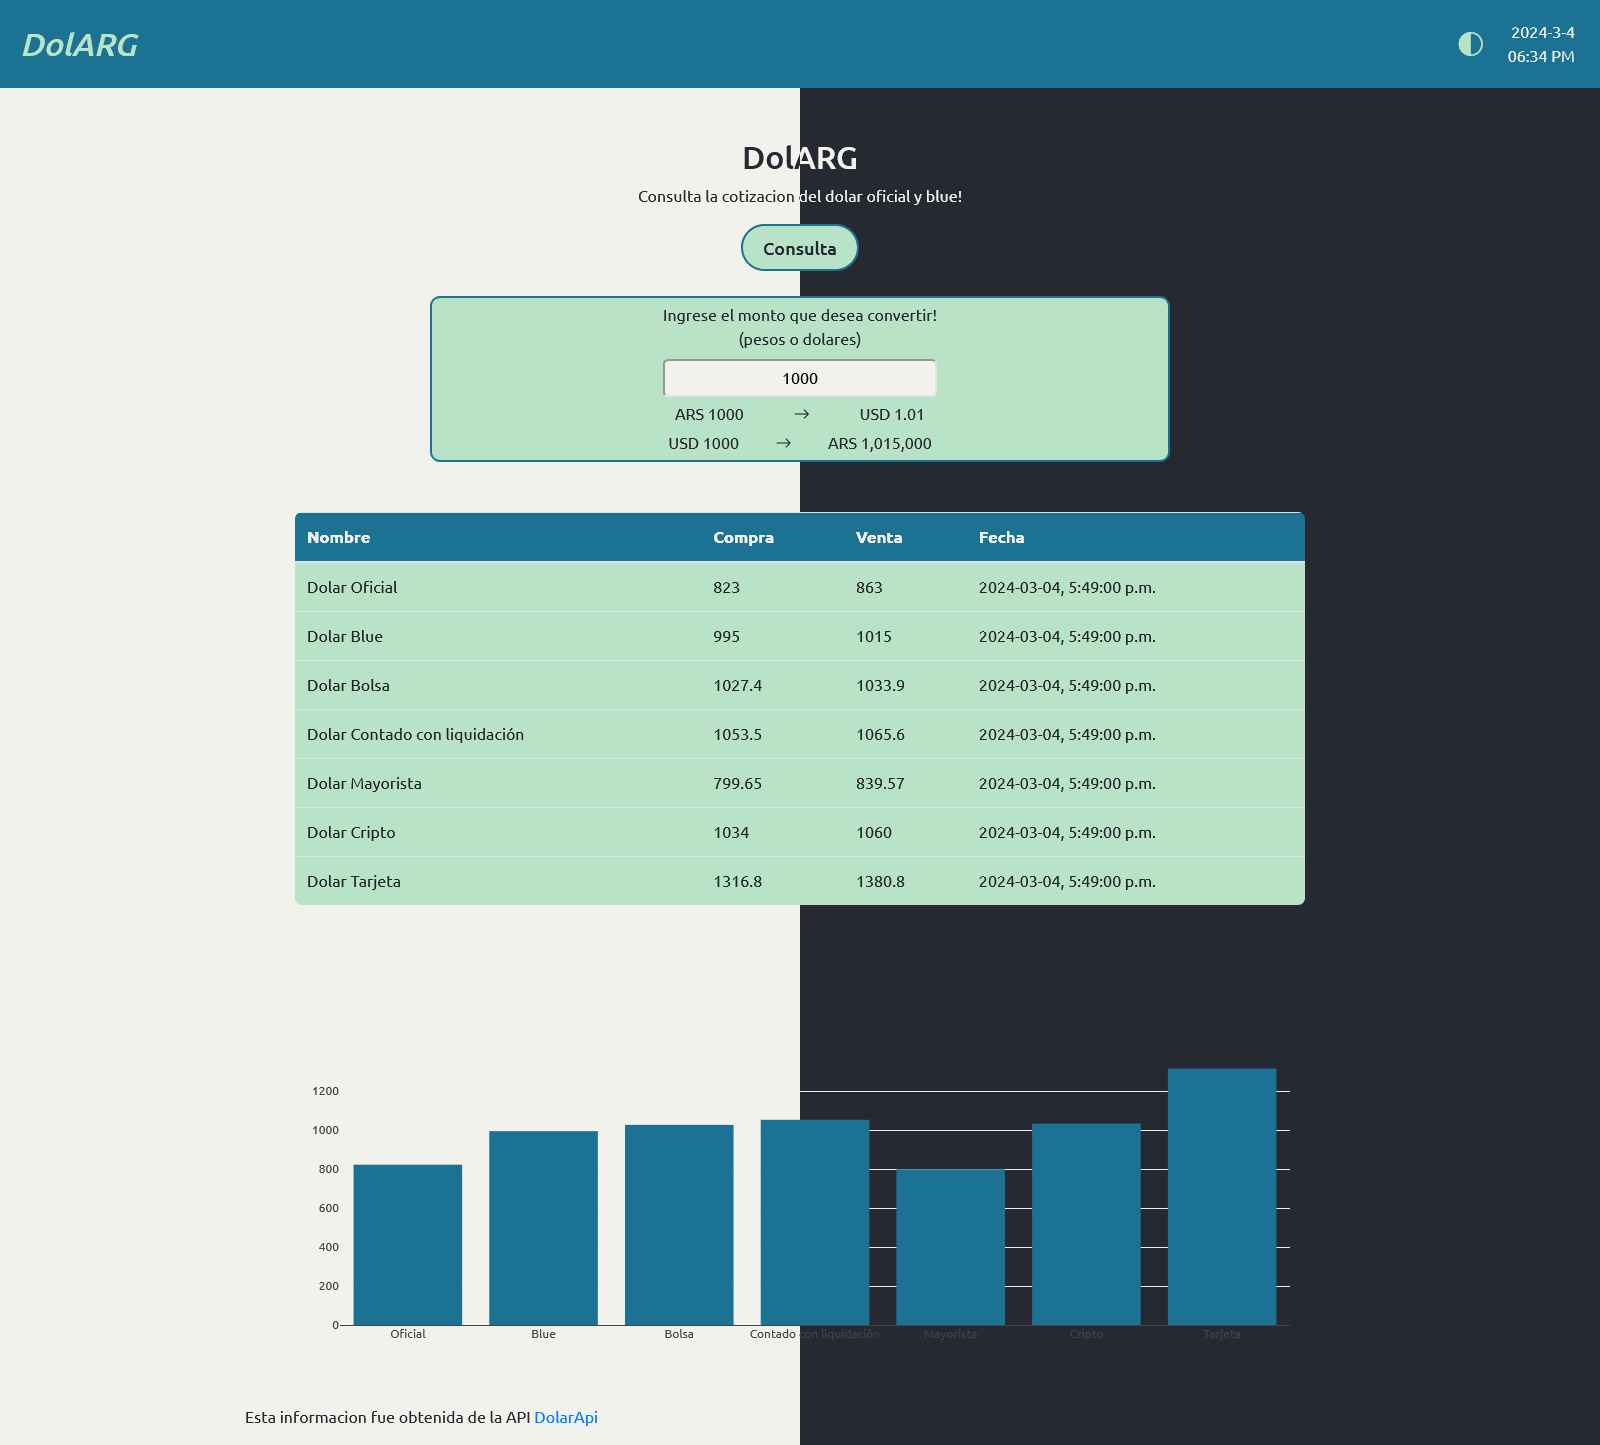 DolARG
2024-3-4
06:34 PM
DolARG
Consulta la cotizacion del dolar oficial y blue!
Consulta
Ingrese el monto que desea convertir!
(pesos o dolares)
1000
ARS 1000 → USD 1.01
USD 1000 → ARS 1,015,000
Nombre Compra Venta Fecha
Dolar Oficial 823 863 2024-03-04, 5:49:00 p.m.
Dolar Blue 995 1015 2024-03-04, 5:49:00 p.m.
Dolar Bolsa 1027.4 1033.9 2024-03-04, 5:49:00 p.m.
Dolar Contado con liquidación 1053.5 1065.6 2024-03-04, 5:49:00 p.m.
Dolar Mayorista 799.65 839.57 2024-03-04, 5:49:00 p.m.
Dolar Cripto 1034 1060 2024-03-04, 5:49:00 p.m.
Dolar Tarjeta 1316.8 1380.8 2024-03-04, 5:49:00 p.m.
1200
1000
800
600
400
200
0
Oficial Blue Bolsa Contado con liquidación Mayorista Cripto Tarjeta
Esta informacion fue obtenida de la API DolarApi